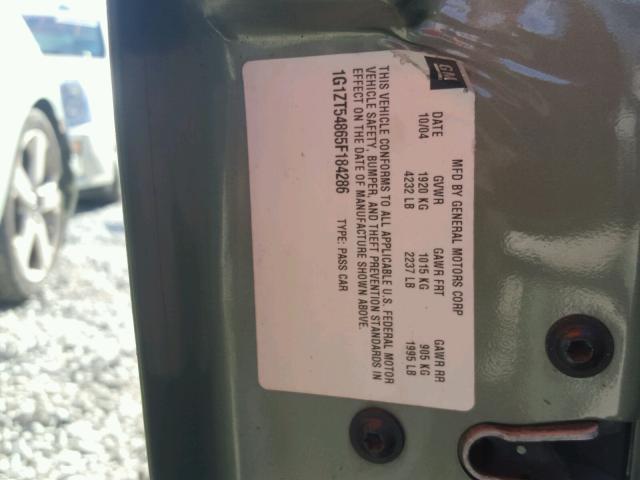 GM
MFD BY GENERAL MOTORS CORP
DATE GVWR GAWR FRT GAWR RR
10/04 1920 KG 1015 KG 905 KG
4232 LB 2237 LB 1995 LB
THIS VEHICLE CONFORMS TO ALL APPLICABLE U.S. FEDERAL MOTOR
VEHICLE SAFETY, BUMPER, AND THEFT PREVENTION STANDARDS IN
EFFECT ON THE DATE OF MANUFACTURE SHOWN ABOVE.
1G1ZT54865F184286 TYPE: PASS CAR